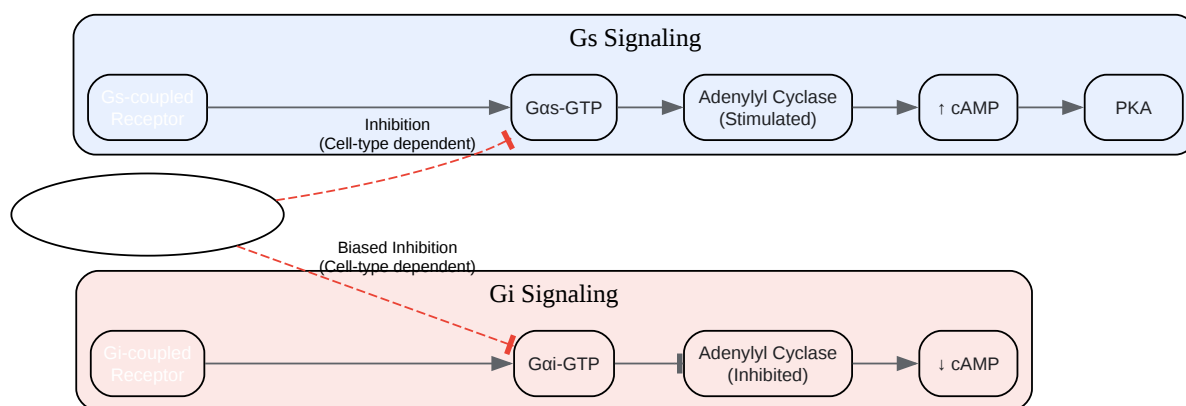 Gs Signaling
Gs-coupled
Receptor
Gαs-GTP
Adenylyl Cyclase
(Stimulated)
↑ cAMP
PKA
Inhibition
(Cell-type dependent)
Biased Inhibition
(Cell-type dependent)
Gi Signaling
Gi-coupled
Receptor
Gαi-GTP
Adenylyl Cyclase
(Inhibited)
↓ cAMP